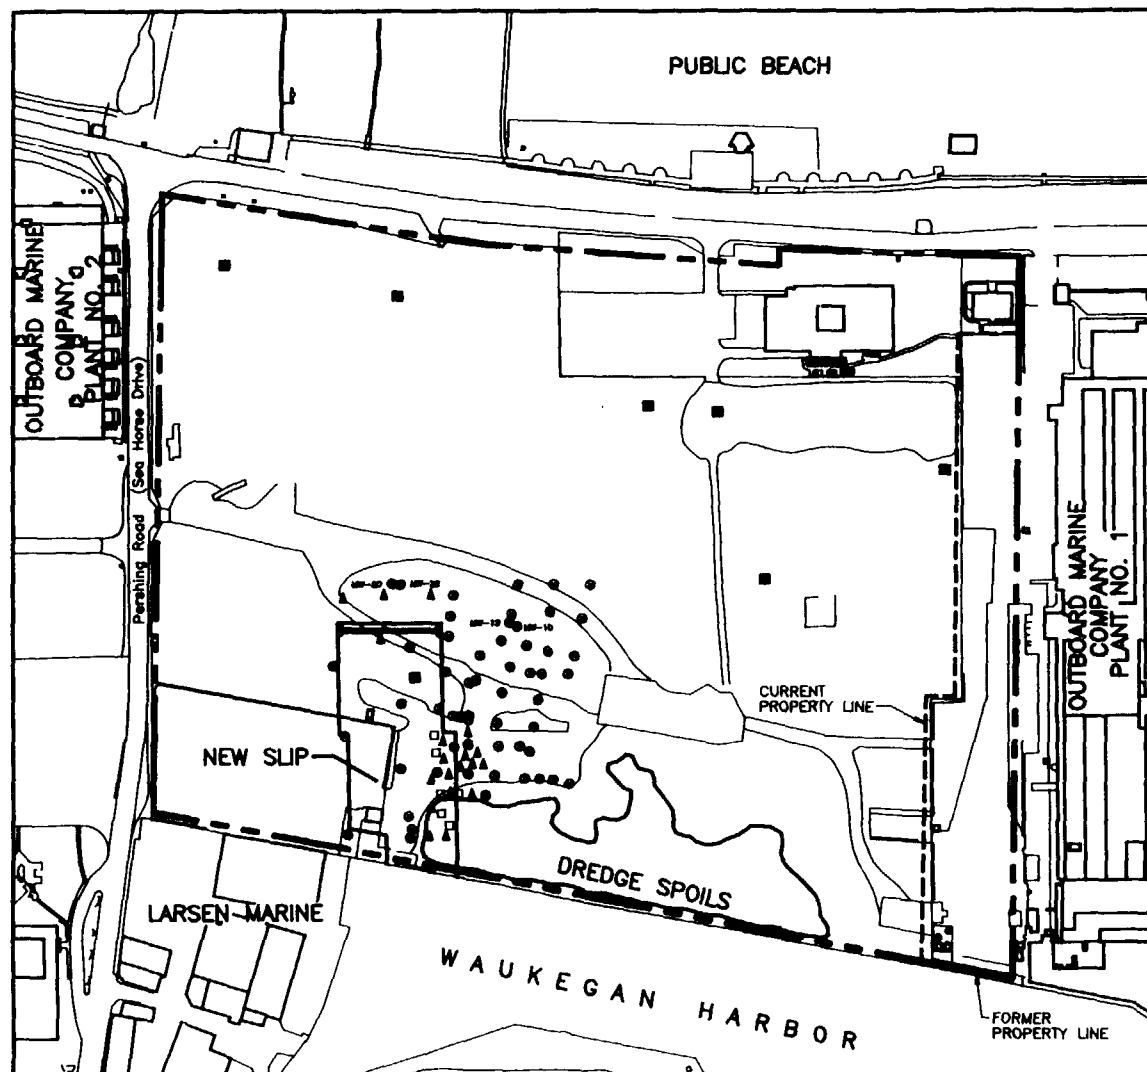 PUBLIC BEACH
OUTBOARD MARINE
COMPANY
PLANT NO. 2
Pershing Road (Sea Horse Drive)
OUTBOARD MARINE
COMPANY
PLANT NO. 1
CURRENT
PROPERTY LINE
NEW SLIP
DREDGE SPOILS
LARSEN MARINE
WAUKEGAN HARBOR
FORMER
PROPERTY LINE